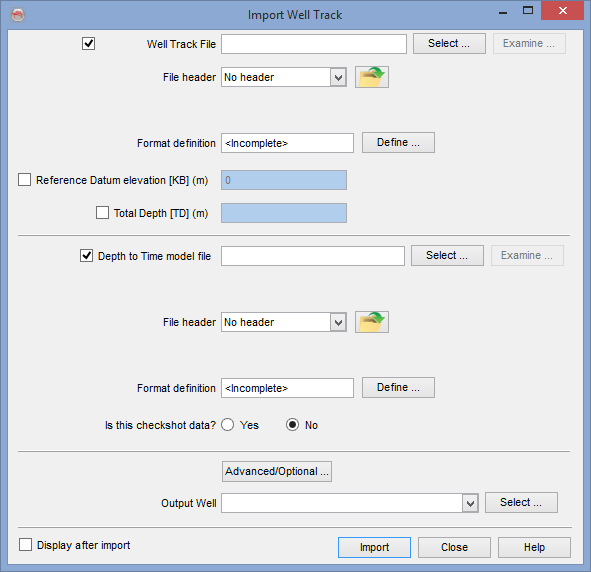 Import Well Track
Well Track File Select ... Examine ...
File header No header
Format definition <Incomplete> Define ...
Reference Datum elevation [KB] (m) 0
Total Depth [TD] (m)
Depth to Time model file Select ... Examine ...
File header No header
Format definition <Incomplete> Define ...
Is this checkshot data? Yes No
Advanced/Optional ...
Output Well Select ...
Display after import Import Close Help